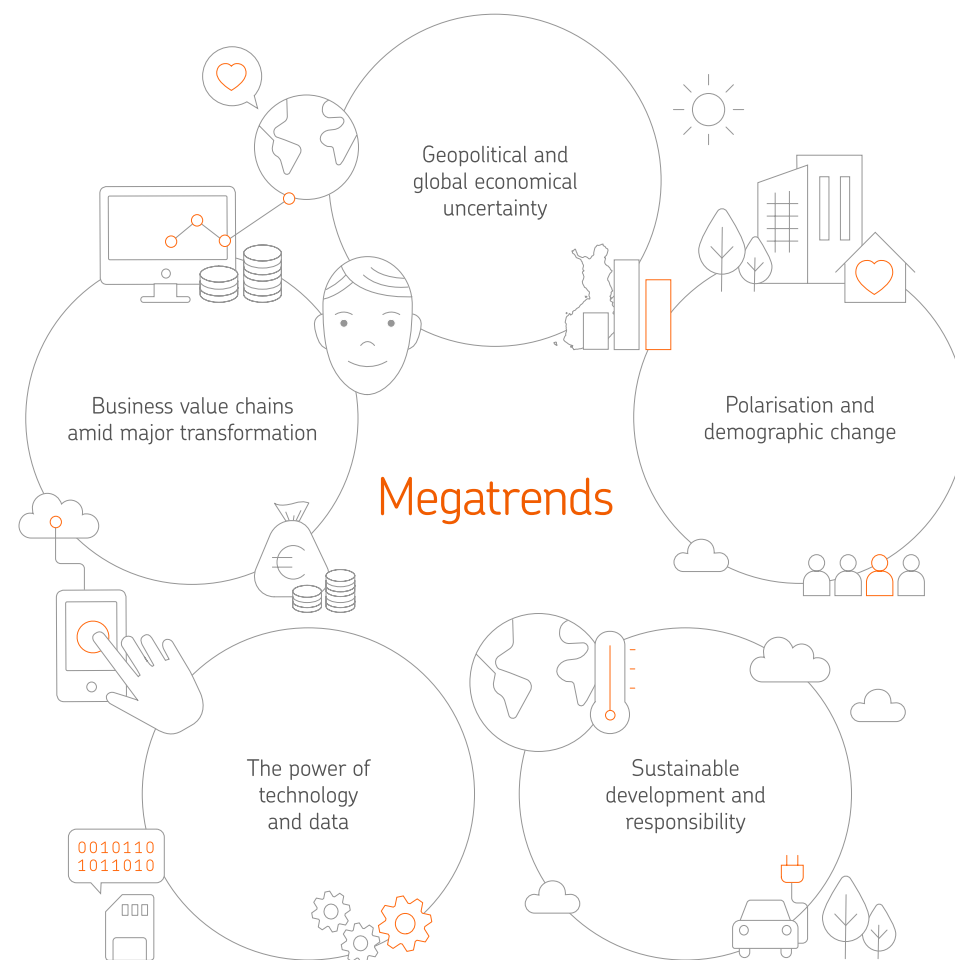 Geopolitical and
global economical
uncertainty
Business value chains
amid major transformation
Polarisation and
demographic change
Megatrends
The power of
technology
and data
Sustainable
development and
responsibility
0010110
1011010